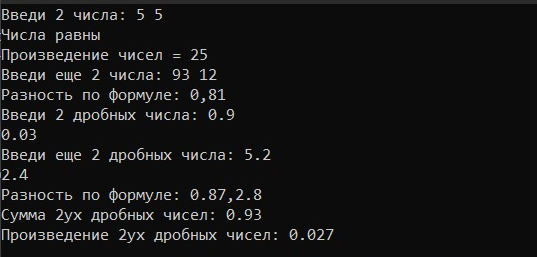 Введи 2 числа: 5 5
Числа равны
Произведение чисел = 25
Введи еще 2 числа: 93 12
Разность по формуле: 0,81
Введи 2 дробных числа: 0.9
0.03
Введи еще 2 дробных числа: 5.2
2.4
Разность по формуле: 0.87,2.8
Сумма 2ух дробных чисел: 0.93
Произведение 2ух дробных чисел: 0.027